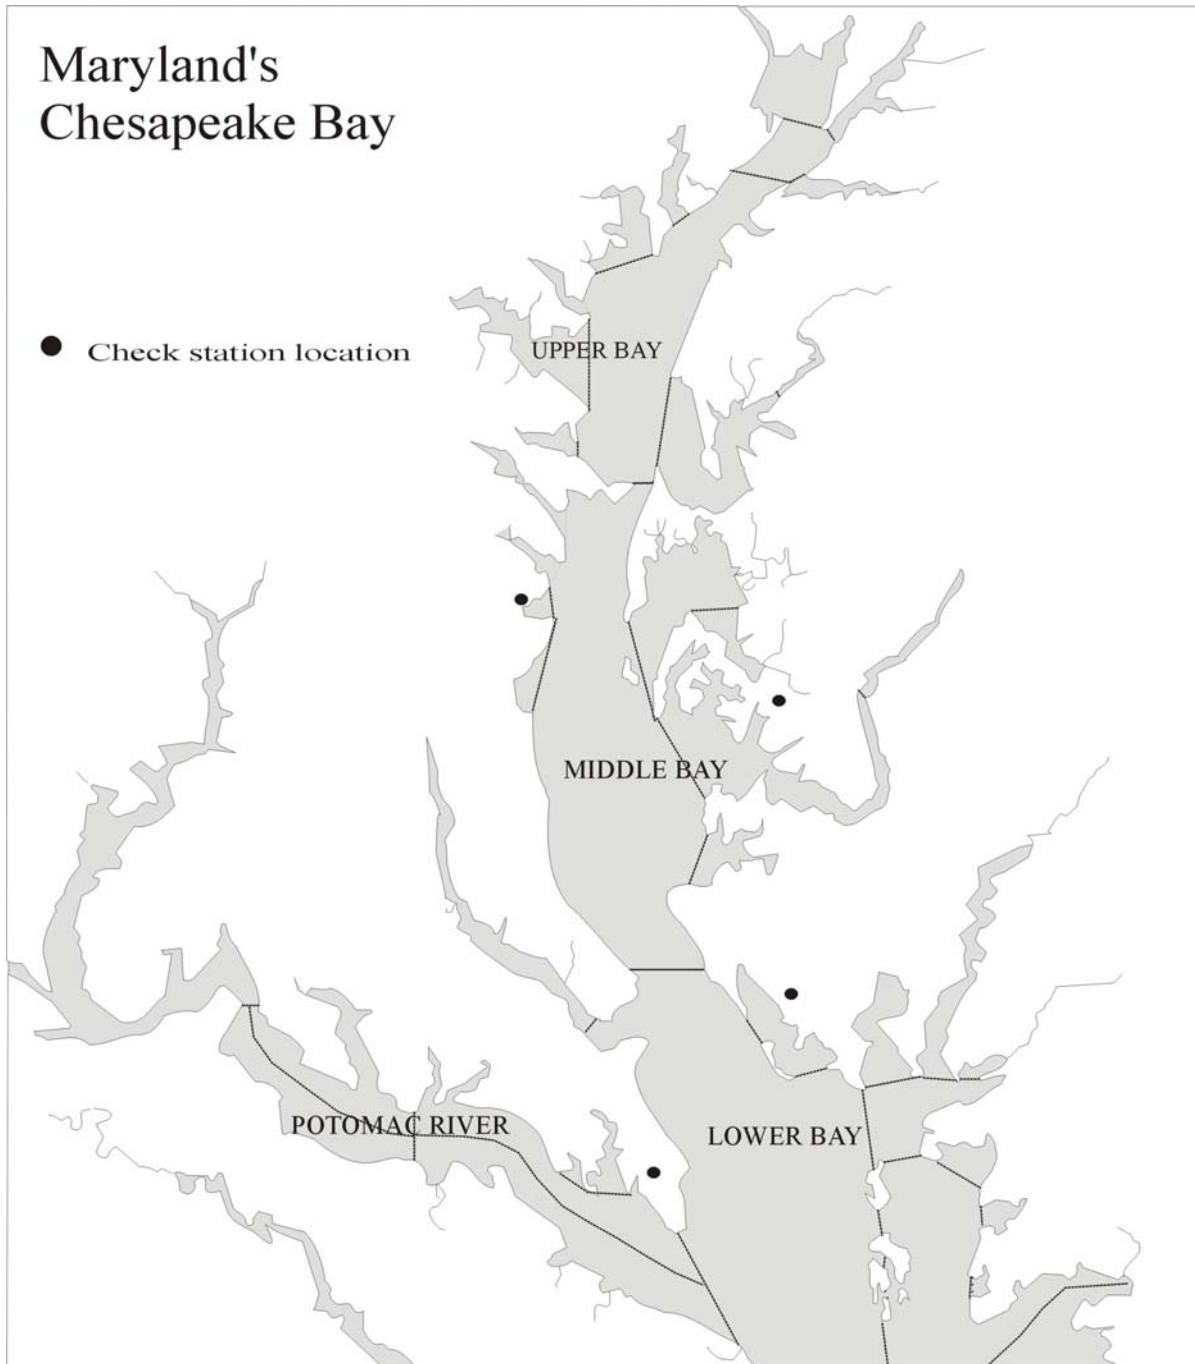 Maryland's
Chesapeake Bay
Check station location
UPPER BAY
MIDDLE BAY
POTOMAC RIVER
LOWER BAY